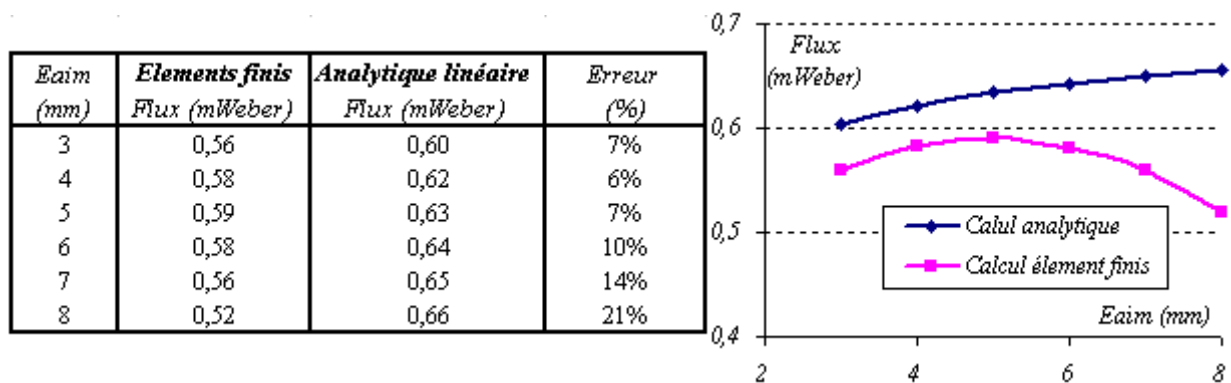 Eaim Elements finis Analytique linéaire Erreur
(mm) Flux (mWeber) Flux (mWeber) (%)
3 0,56 0,60 7%
4 0,58 0,62 6%
5 0,59 0,63 7%
6 0,58 0,64 10%
7 0,56 0,65 14%
8 0,52 0,66 21%
0,7
Flux
(mWeber)
0,6
0,5
0,4
Calul analytique
Calcul élement finis
Eaim (mm)
2 4 6 8